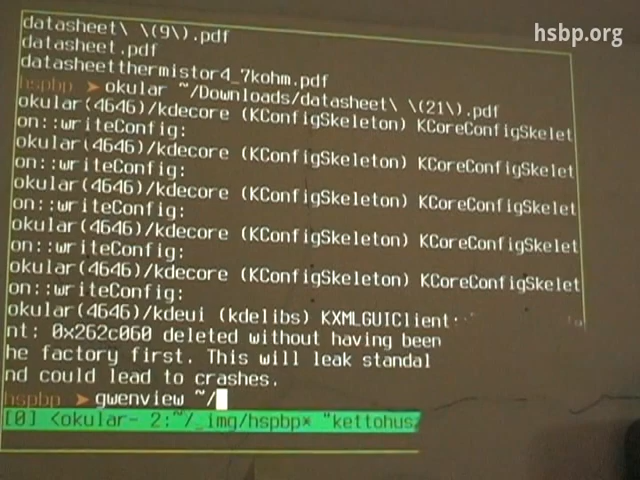 hsbp.org
datasheet\ \(9\).pdf
datasheet.pdf
datasheetthermistor4_7kohm.pdf
hspbp ➤ okular ~/Downloads/datasheet\ \(21\).pdf
okular(4646)/kdecore (KConfigSkeleton) KCoreConfigSkelet
on::writeConfig:
okular(4646)/kdecore (KConfigSkeleton) KCoreConfigSkelet
on::writeConfig:
okular(4646)/kdecore (KConfigSkeleton) KCoreConfigSkelet
on::writeConfig:
okular(4646)/kdecore (KConfigSkeleton) KCoreConfigSkelet
on::writeConfig:
okular(4646)/kdecore (KConfigSkeleton) KCoreConfigSkelet
on::writeConfig:
okular(4646)/kdeui (kdelibs) KXMLGUIClient::
nt: 0x262c060 deleted without having been
he factory first. This will leak standal
nd could lead to crashes.
hspbp ➤ gwenview ~/
[0] <okular- 2:~/_img/hspbp* "kettohus